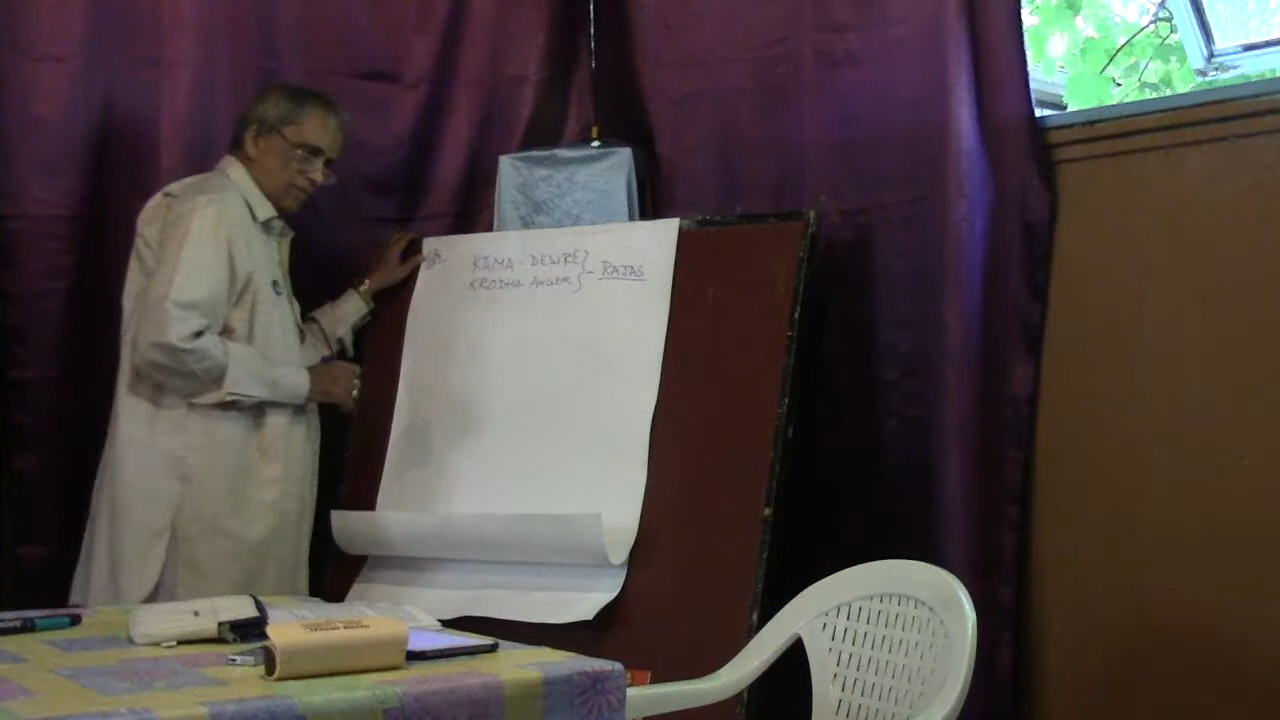 KAMA - DESIRE } - RAJAS
KRODHA ANGER }